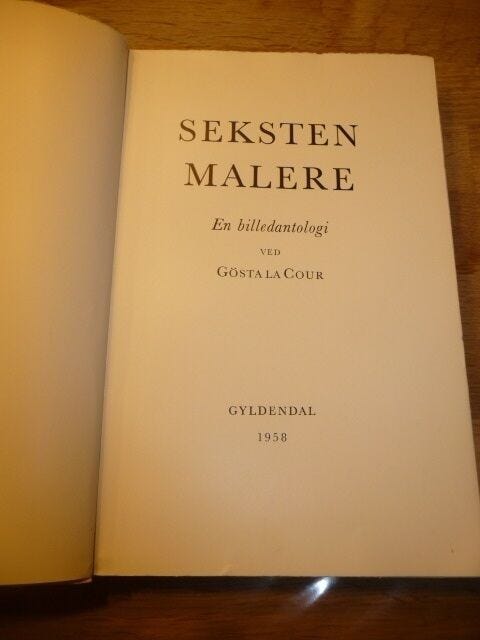 SEKSTEN
MALERE
En billedantologi
VED
GÖSTA LA COUR
GYLDENDAL
1958